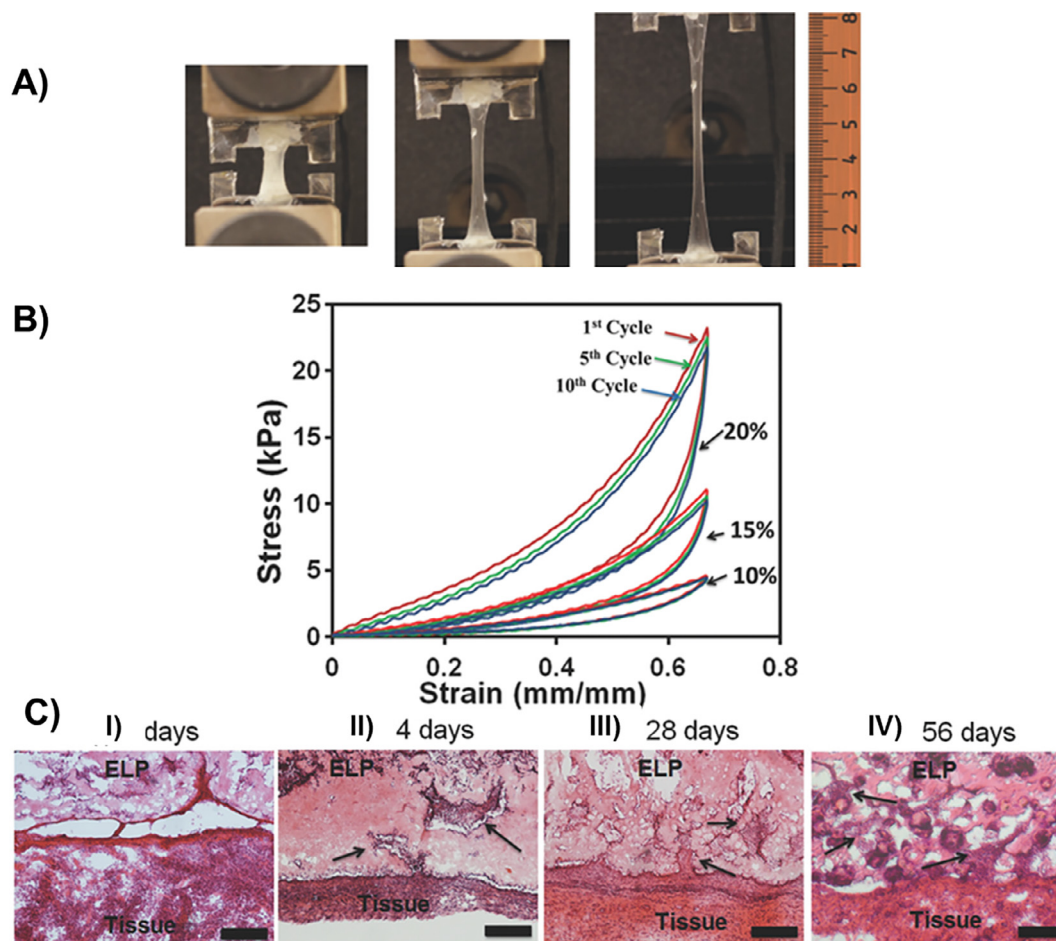 A)
8
7
6
5
4
3
2
1
B)
25
20
15
10
5
0
Stress (kPa)
1st Cycle
5th Cycle
10th Cycle
20%
15%
10%
0 0.2 0.4 0.6 0.8
Strain (mm/mm)
C)
I) days
II) 4 days
III) 28 days
IV) 56 days
ELP ELP ELP ELP
Tissue Tissue Tissue Tissue